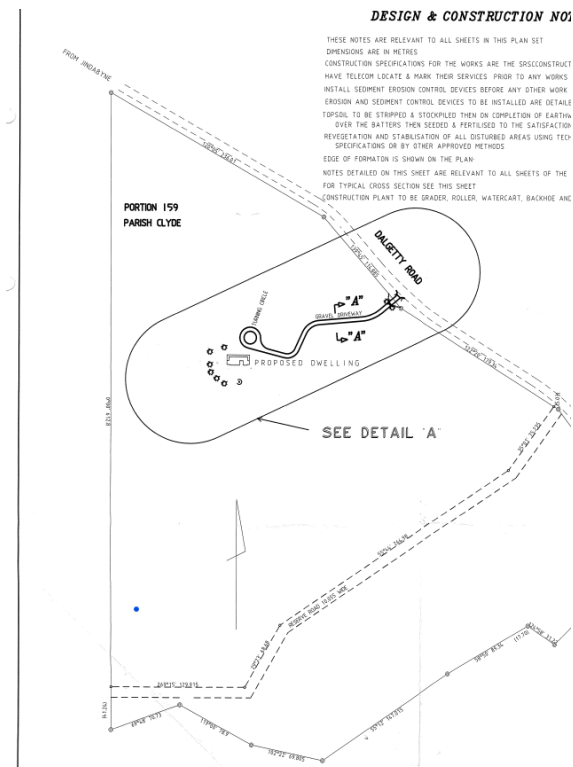 DESIGN & CONSTRUCTION NOT
THESE NOTES ARE RELEVANT TO ALL SHEETS IN THIS PLAN SET
DIMENSIONS ARE IN METRES
CONSTRUCTION SPECIFICATIONS FOR THE WORKS ARE THE SRSCCONSTRUCT
HAVE TELECOM LOCATE & MARK THEIR SERVICES PRIOR TO ANY WORKS
INSTALL SEDIMENT EROSION CONTROL DEVICES BEFORE ANY OTHER WORK
EROSION AND SEDIMENT CONTROL DEVICES TO BE INSTALLED ARE DETAILE
TOPSOIL TO BE STRIPPED & STOCKPILED THEN ON COMPLETION OF EARTHW
OVER THE BATTERS THEN SEEDED & FERTILISED TO THE SATISFACTION
REVEGETATION AND STABILISATION OF ALL DISTURBED AREAS USING TECH
SPECIFICATIONS OR BY OTHER APPROVED METHODS
EDGE OF FORMATON IS SHOWN ON THE PLAN
NOTES DETAILED ON THIS SHEET ARE RELEVANT TO ALL SHEETS OF THE
FOR TYPICAL CROSS SECTION SEE THIS SHEET
CONSTRUCTION PLANT TO BE GRADER, ROLLER, WATERCART, BACKHOE AND
FROM JINDABYNE
PORTION 159
PARISH CLYDE
DALGETTY ROAD
TURNING CIRCLE
"A"
GRAVEL DRIVEWAY
"A"
PROPOSED DWELLING
SEE DETAIL 'A'
RESERVE ROAD 10.055 WIDE